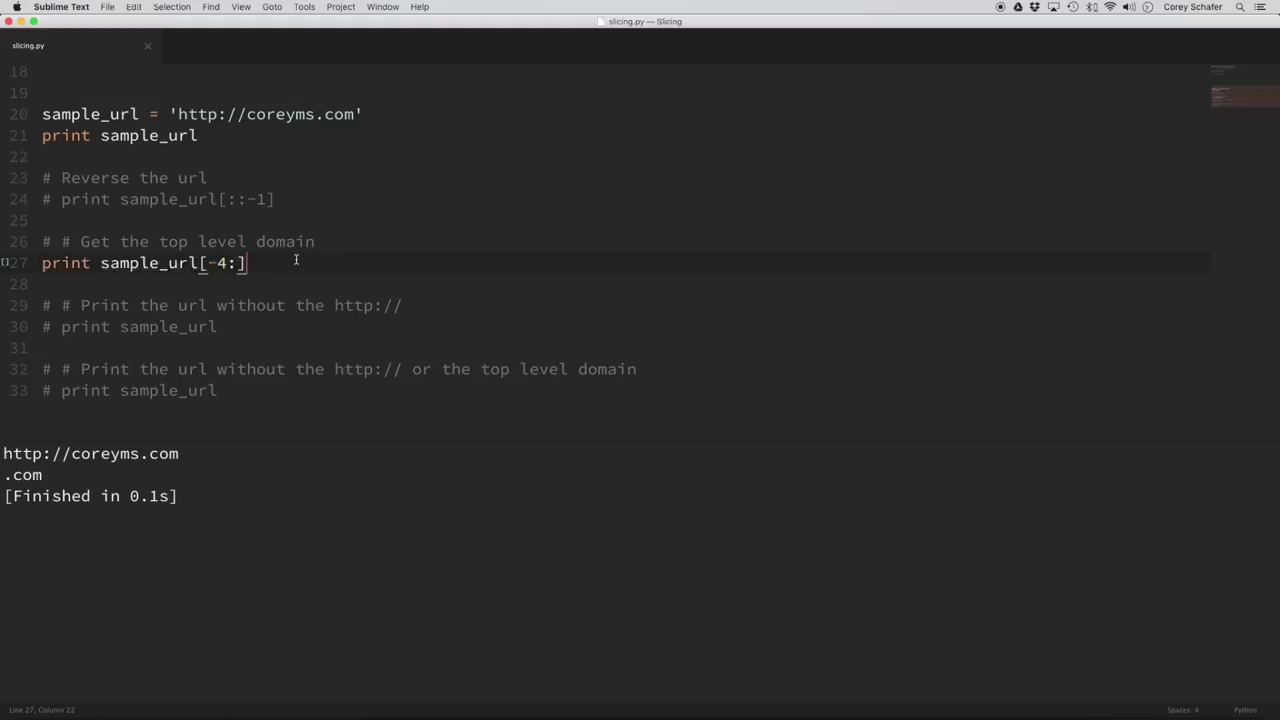 Sublime Text File Edit Selection Find View Goto Tools Project Window Help Corey Schafer
slicing.py — Slicing
slicing.py
18
19
20 sample_url = 'http://coreyms.com'
21 print sample_url
22
23 # Reverse the url
24 # print sample_url[::-1]
25
26 # # Get the top level domain
27 print sample_url[-4:]
28
29 # # Print the url without the http://
30 # print sample_url
31
32 # # Print the url without the http:// or the top level domain
33 # print sample_url
http://coreyms.com
.com
[Finished in 0.1s]
Line 27, Column 22 Spaces: 4 Python